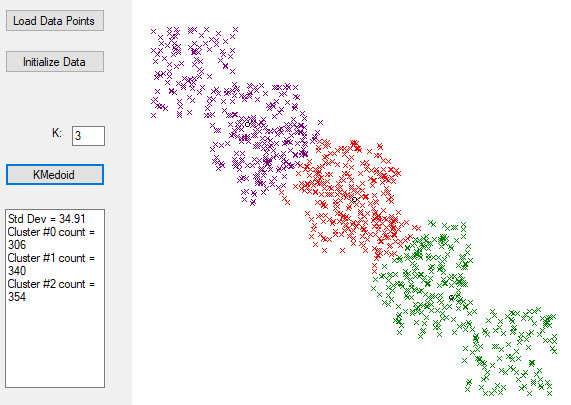 Load Data Points
Initialize Data
K: 3
KMedoid
Std Dev = 34.91
Cluster #0 count =
306
Cluster #1 count =
340
Cluster #2 count =
354